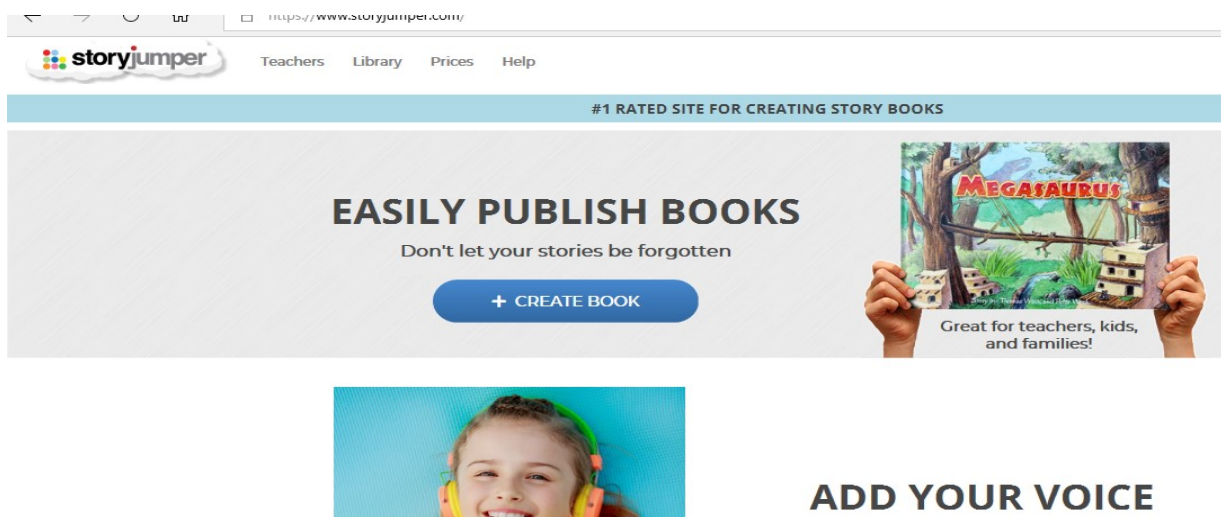 https://www.storyjumper.com/
storyjumper Teachers Library Prices Help
#1 RATED SITE FOR CREATING STORY BOOKS
MEGASAURUS
EASILY PUBLISH BOOKS
Don't let your stories be forgotten
+ CREATE BOOK
Great for teachers, kids,
and families!
ADD YOUR VOICE